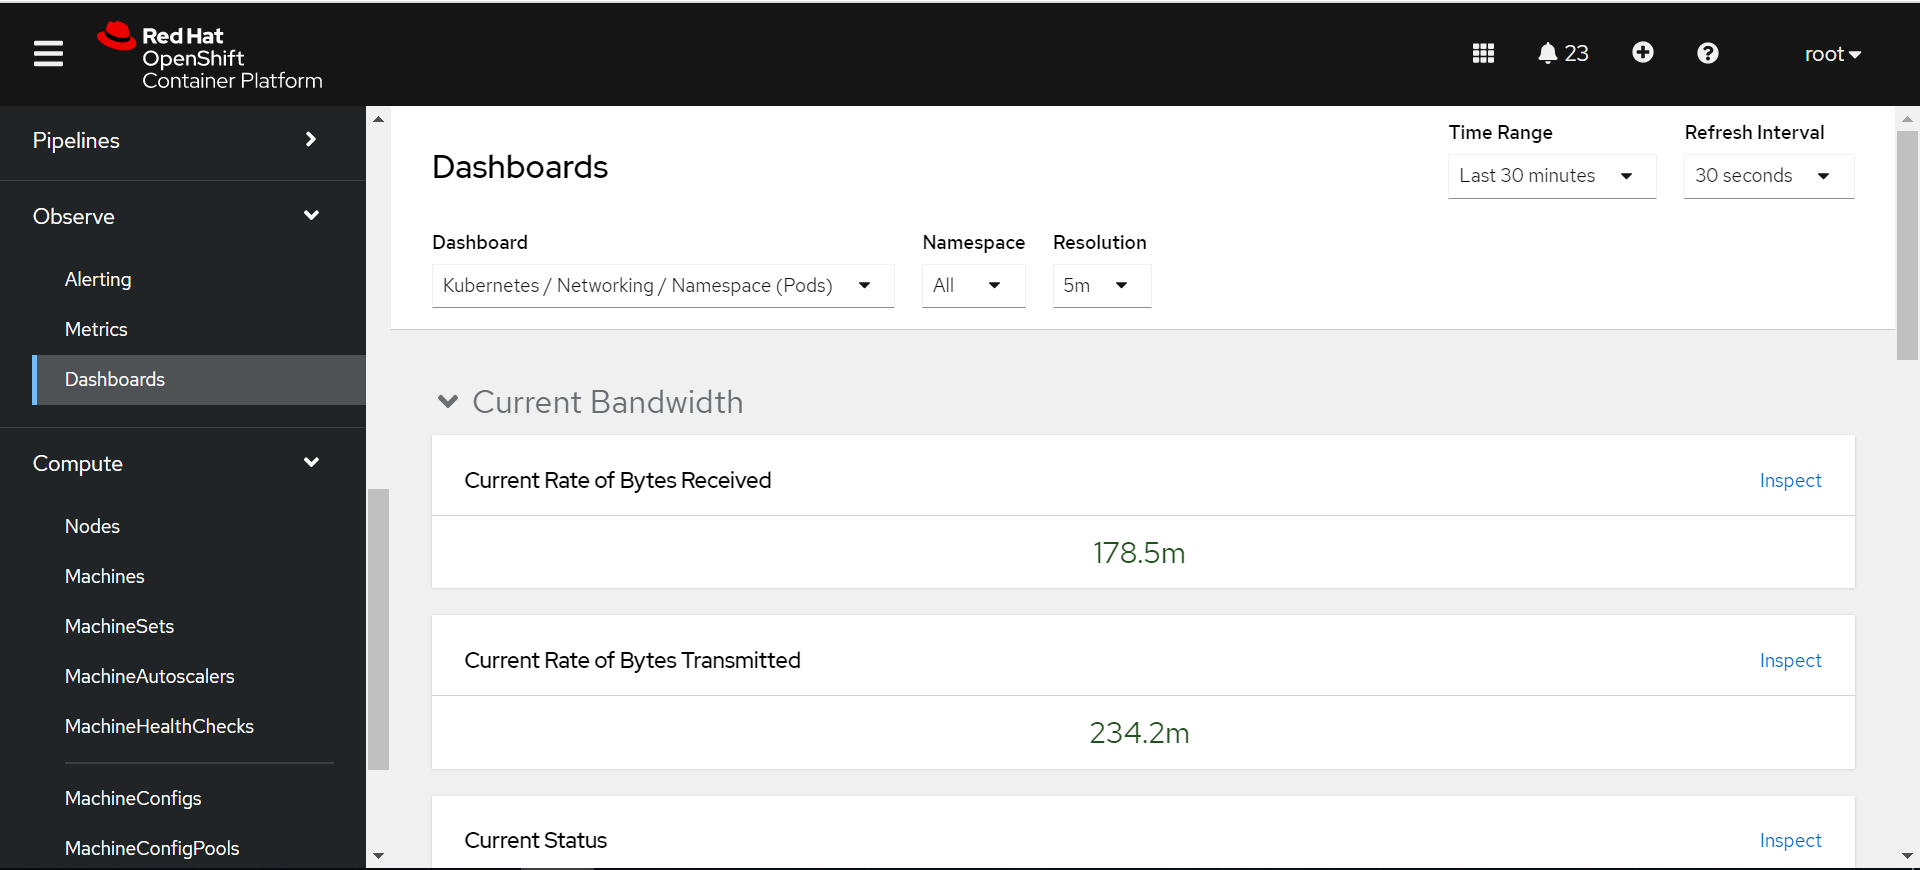 Red Hat
OpenShift
Container Platform
23
root
Pipelines
Observe
Alerting
Metrics
Dashboards
Compute
Nodes
Machines
MachineSets
MachineAutoscalers
MachineHealthChecks
MachineConfigs
MachineConfigPools
Dashboards
Time Range
Last 30 minutes
Refresh Interval
30 seconds
Dashboard
Kubernetes / Networking / Namespace (Pods)
Namespace
All
Resolution
5m
Current Bandwidth
Current Rate of Bytes Received
Inspect
178.5m
Current Rate of Bytes Transmitted
Inspect
234.2m
Current Status
Inspect